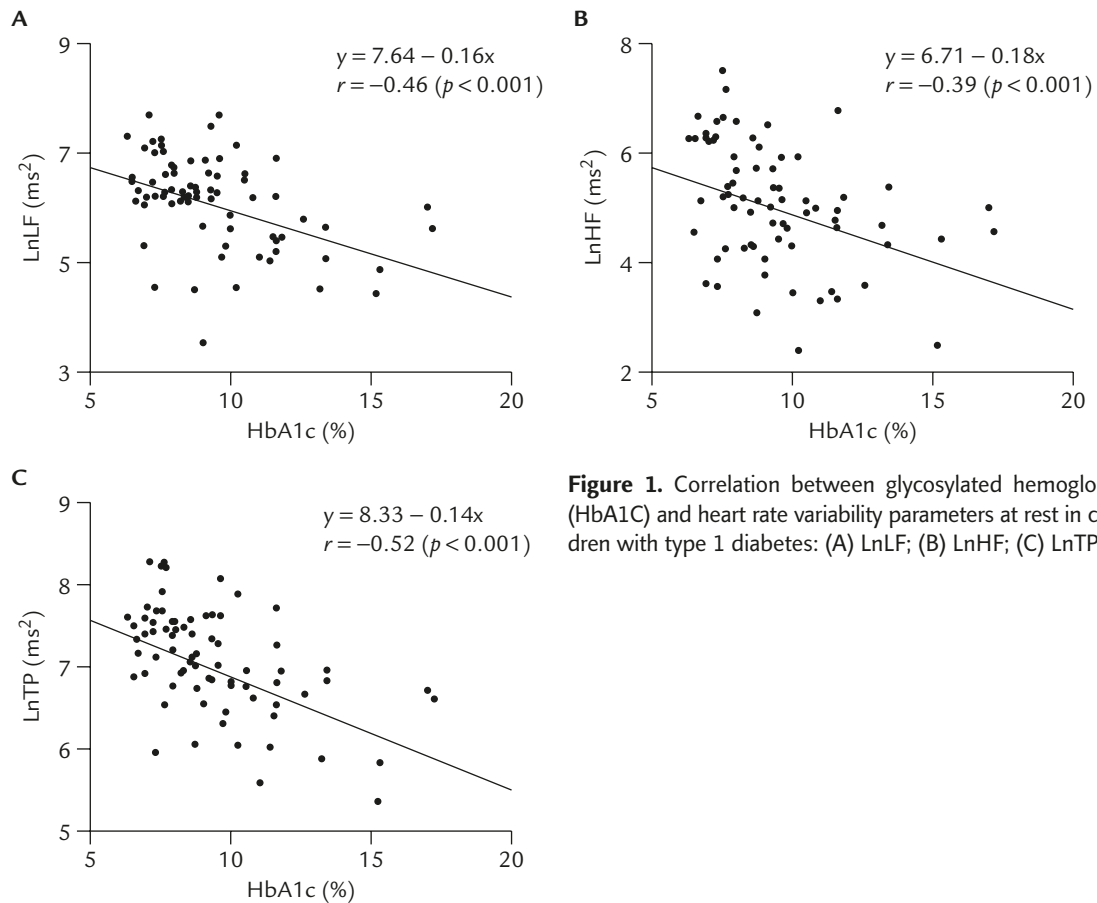 A
LnLF (ms²)
9
7
5
3
y = 7.64 – 0.16x
r = –0.46 (p < 0.001)
5 10 15 20
HbA1c (%)
B
LnHF (ms²)
8
6
4
2
y = 6.71 – 0.18x
r = –0.39 (p < 0.001)
5 10 15 20
HbA1c (%)
C
LnTP (ms²)
9
8
7
6
5
y = 8.33 – 0.14x
r = –0.52 (p < 0.001)
5 10 15 20
HbA1c (%)
Figure 1. Correlation between glycosylated hemoglo
(HbA1C) and heart rate variability parameters at rest in c
dren with type 1 diabetes: (A) LnLF; (B) LnHF; (C) LnTP